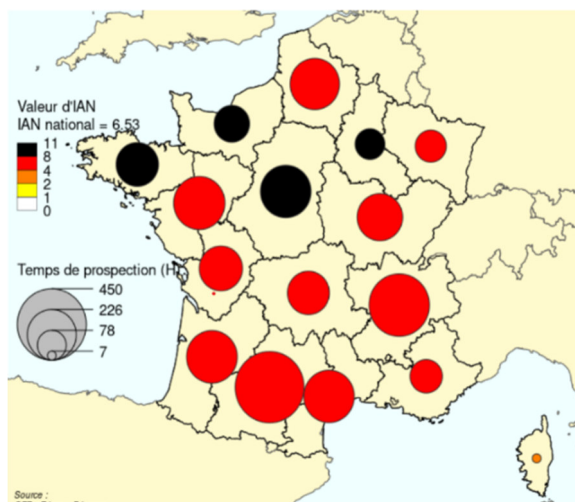 Valeur d'IAN
IAN national = 6.53
11
8
4
2
1
0
Temps de prospection (H)
450
226
78
7
Source :